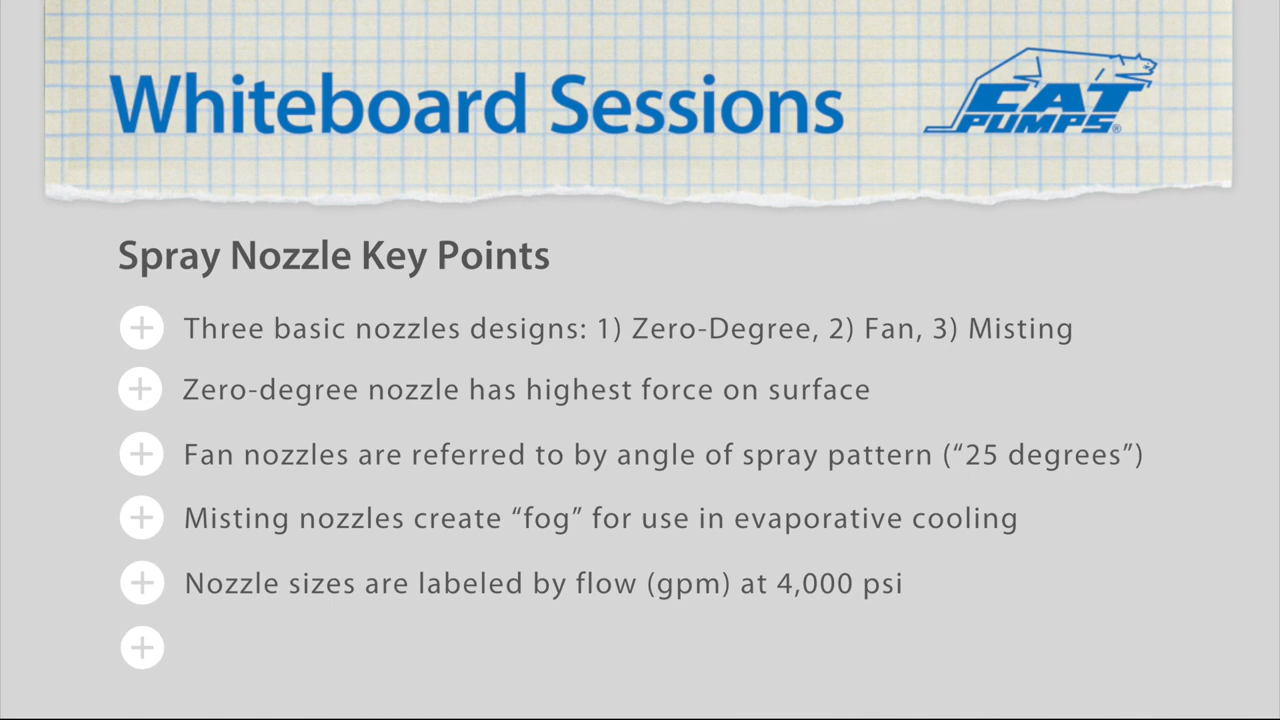 Whiteboard Sessions
CAT
PUMPS®
Spray Nozzle Key Points
Three basic nozzles designs: 1) Zero-Degree, 2) Fan, 3) Misting
Zero-degree nozzle has highest force on surface
Fan nozzles are referred to by angle of spray pattern (“25 degrees”)
Misting nozzles create “fog” for use in evaporative cooling
Nozzle sizes are labeled by flow (gpm) at 4,000 psi